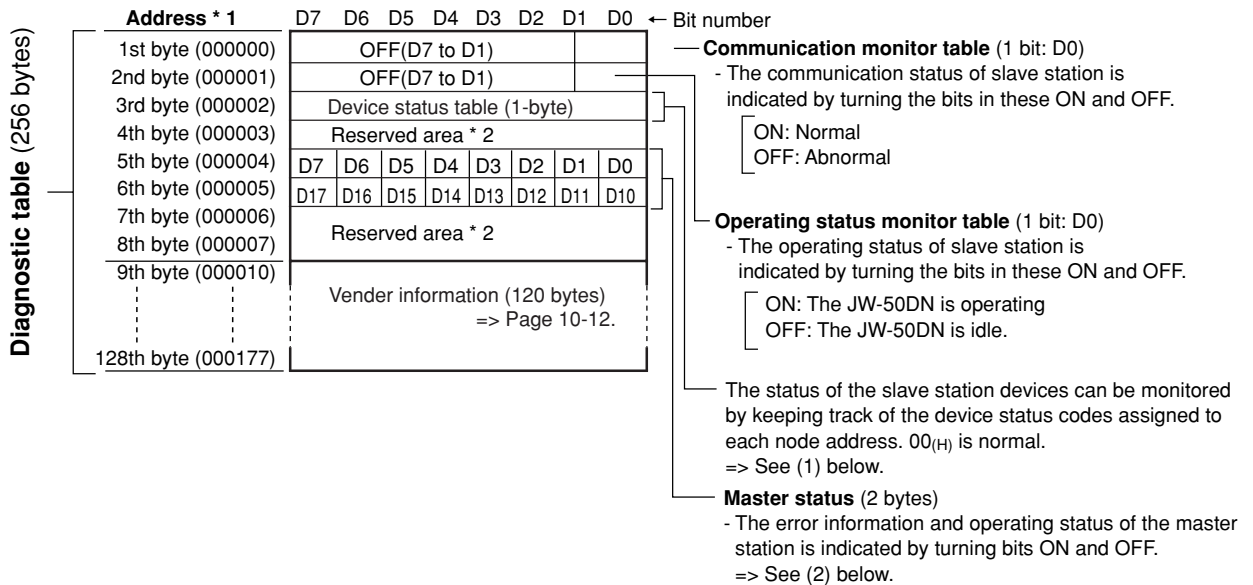 Diagnostic table (256 bytes)
Address * 1 D7 D6 D5 D4 D3 D2 D1 D0 ← Bit number
1st byte (000000) OFF(D7 to D1)
2nd byte (000001) OFF(D7 to D1)
3rd byte (000002) Device status table (1-byte)
4th byte (000003) Reserved area * 2
5th byte (000004) D7 D6 D5 D4 D3 D2 D1 D0
6th byte (000005) D17 D16 D15 D14 D13 D12 D11 D10
7th byte (000006)
Reserved area * 2
8th byte (000007)
9th byte (000010)
Vender information (120 bytes)
=> Page 10-12.
128th byte (000177)
Communication monitor table (1 bit: D0)
- The communication status of slave station is
indicated by turning the bits in these ON and OFF.
ON: Normal
OFF: Abnormal
Operating status monitor table (1 bit: D0)
- The operating status of slave station is
indicated by turning the bits in these ON and OFF.
ON: The JW-50DN is operating
OFF: The JW-50DN is idle.
The status of the slave station devices can be monitored
by keeping track of the device status codes assigned to
each node address. 00(H) is normal.
=> See (1) below.
Master status (2 bytes)
- The error information and operating status of the master
station is indicated by turning bits ON and OFF.
=> See (2) below.